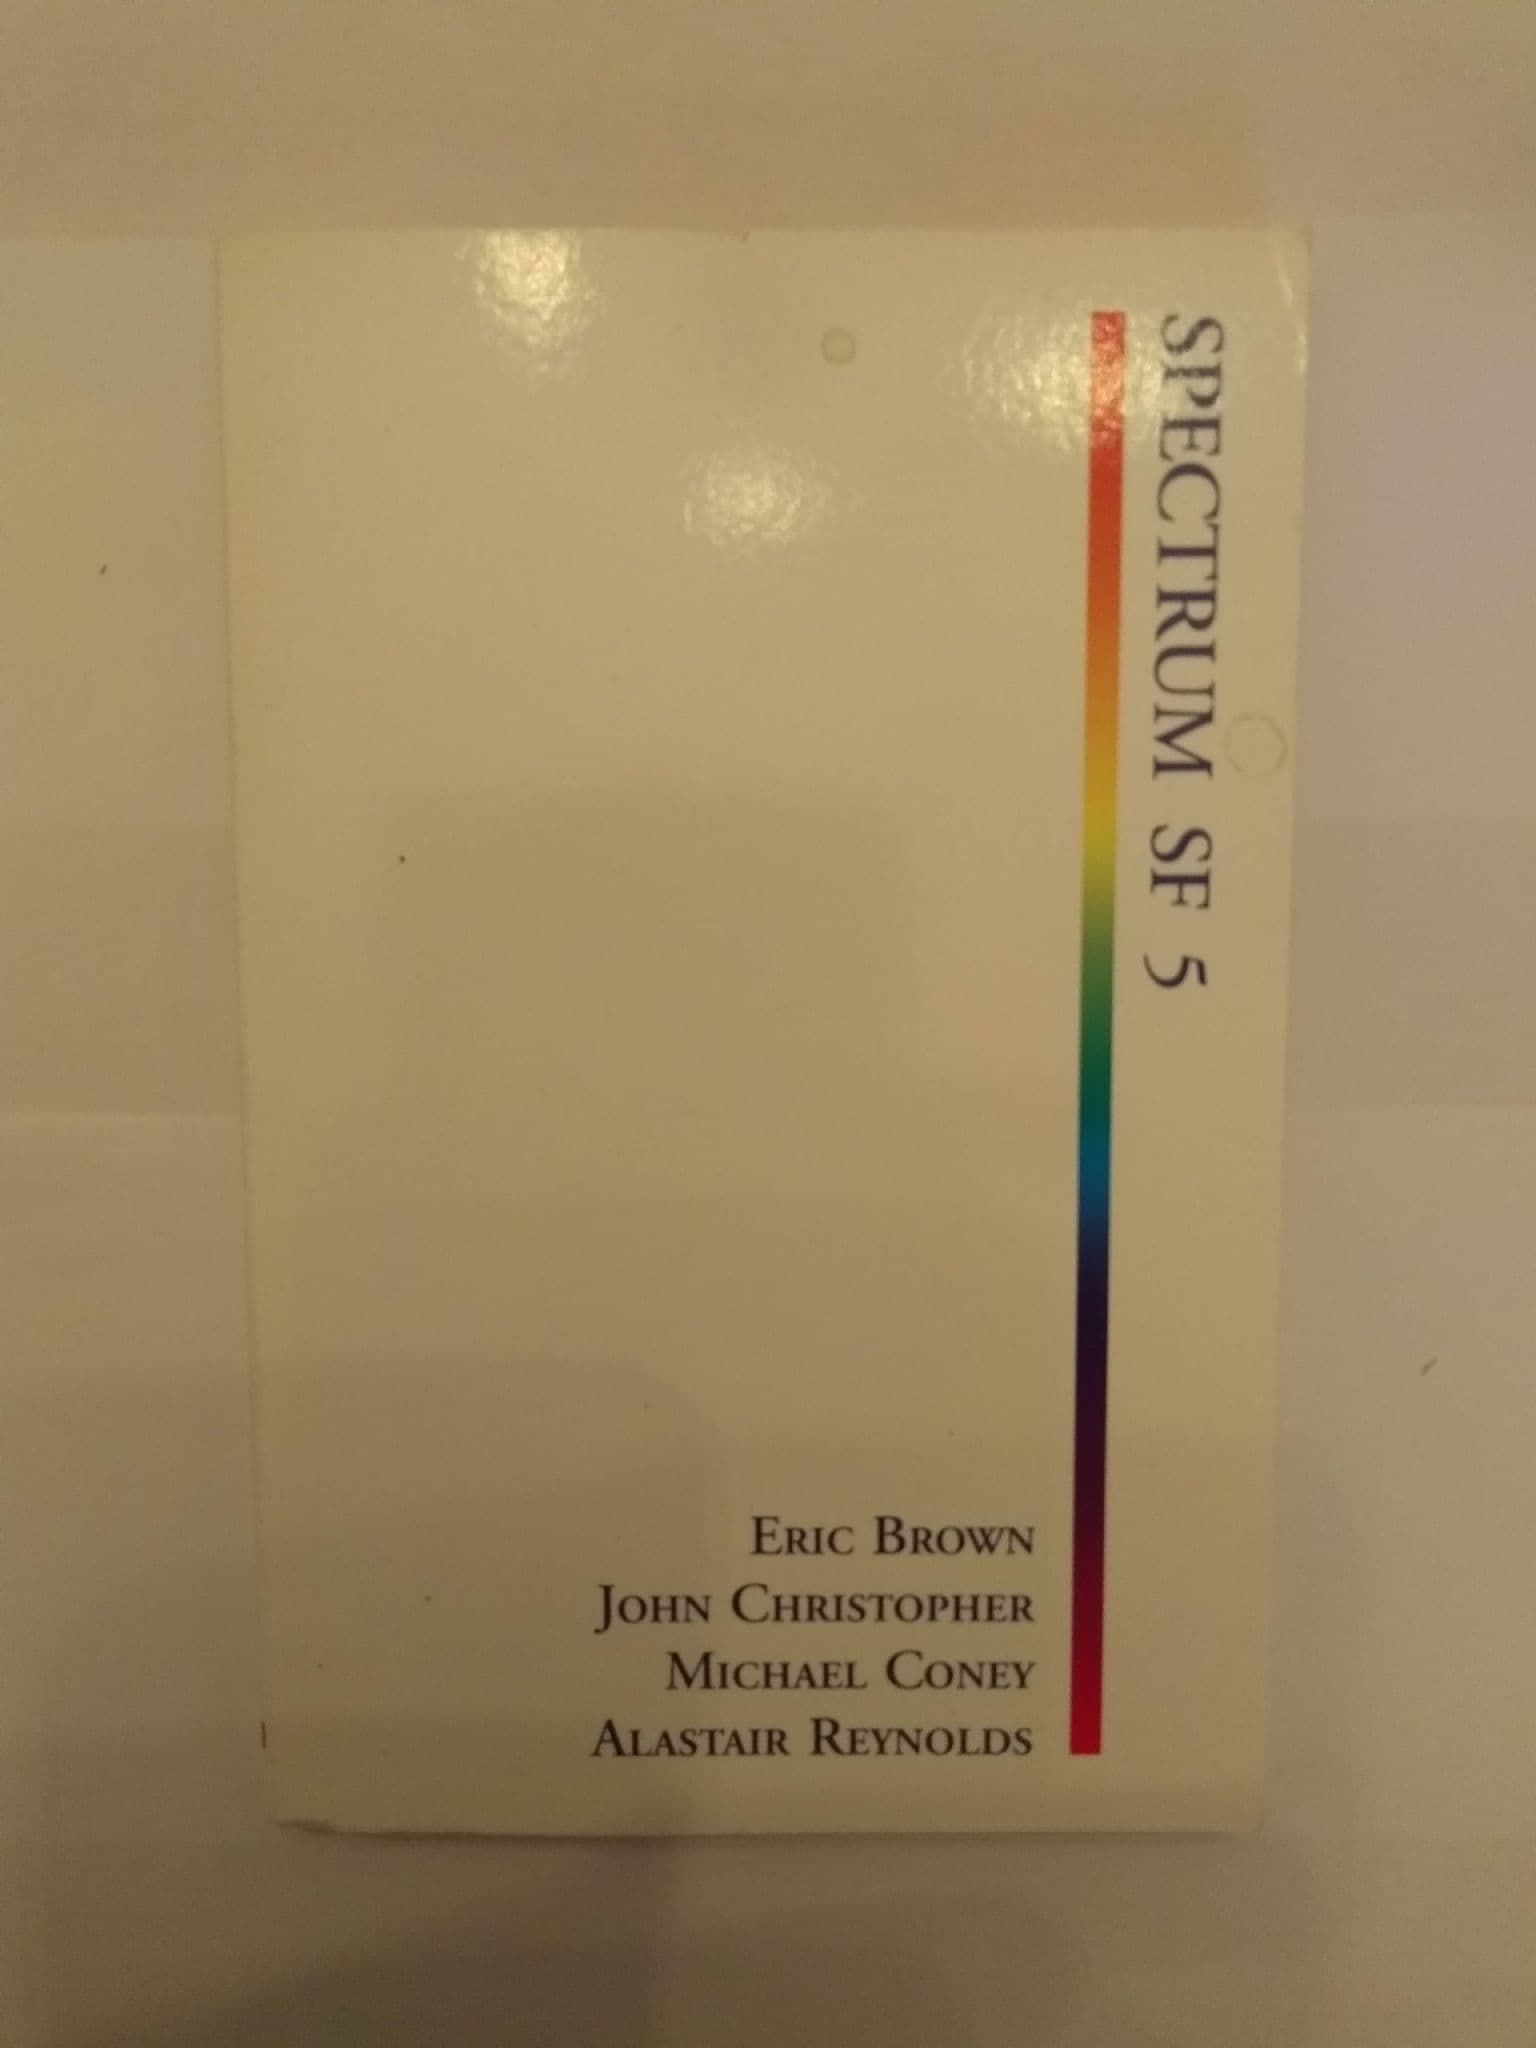 SPECTRUM SF 5
ERIC BROWN
JOHN CHRISTOPHER
MICHAEL CONEY
ALASTAIR REYNOLDS